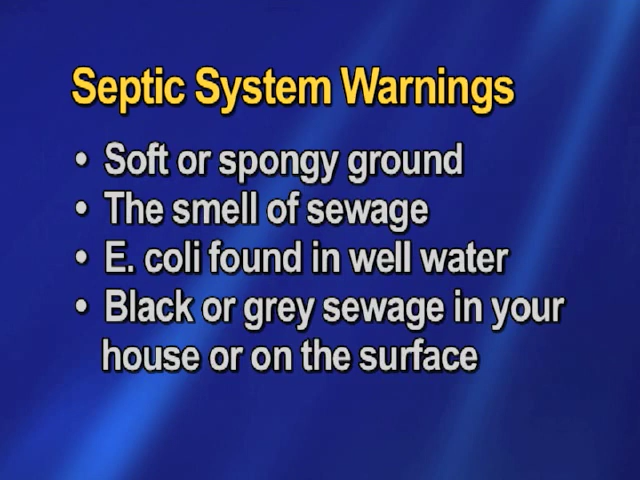 Septic System Warnings
• Soft or spongy ground
• The smell of sewage
• E. coli found in well water
• Black or grey sewage in your
house or on the surface